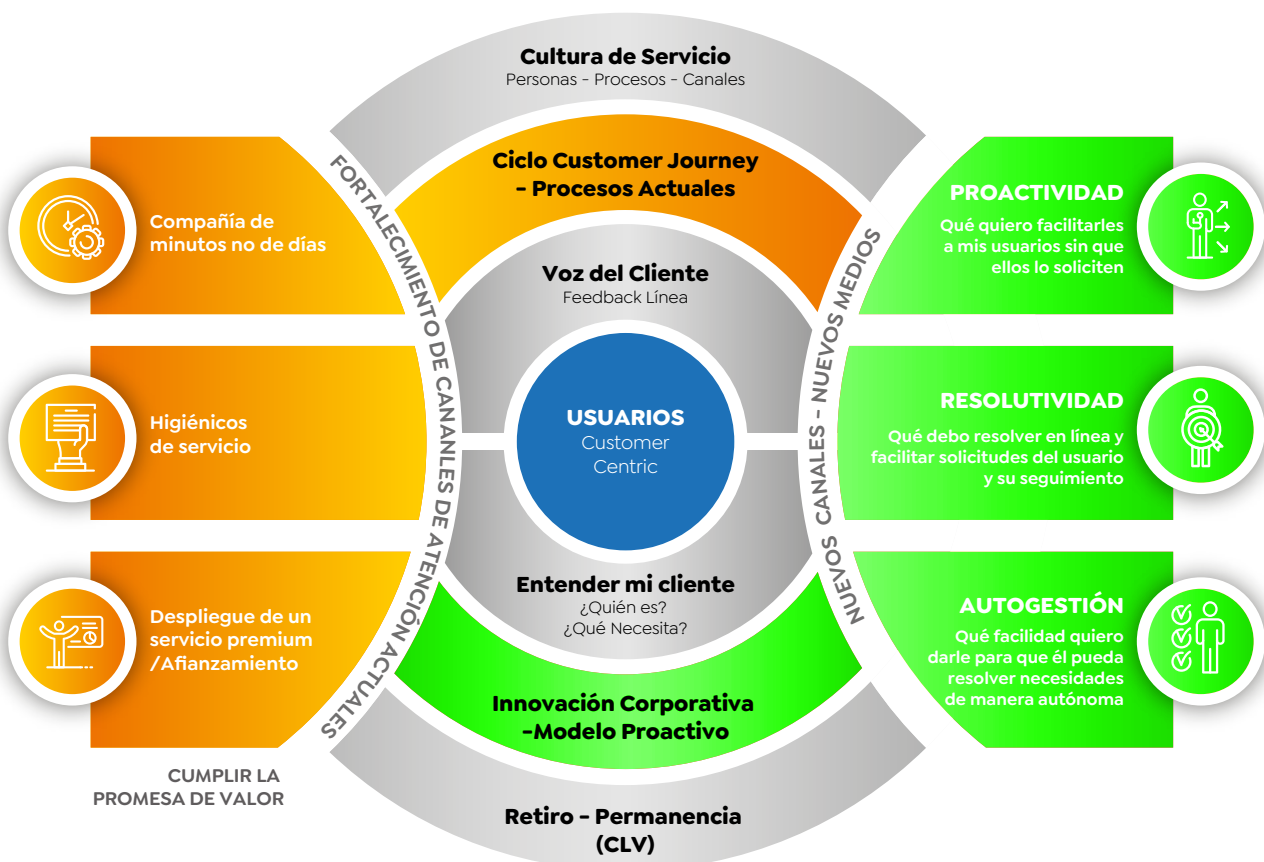 Cultura de Servicio
Personas - Procesos - Canales
Ciclo Customer Journey
- Procesos Actuales
Voz del Cliente
Feedback Línea
USUARIOS
Customer
Centric
Entender mi cliente
¿Quién es?
¿Qué Necesita?
Innovación Corporativa
-Modelo Proactivo
Retiro - Permanencia
(CLV)
FORTALECIMIENTO DE CANANLES DE ATENCIÓN ACTUALES
Compañía de
minutos no de días
Higiénicos
de servicio
Despliegue de un
servicio premium
/Afianzamiento
CUMPLIR LA
PROMESA DE VALOR
NUEVOS CANALES - NUEVOS MEDIOS
PROACTIVIDAD
Qué quiero facilitarles
a mis usuarios sin que
ellos lo soliciten
RESOLUTIVIDAD
Qué debo resolver en línea y
facilitar solicitudes del usuario
y su seguimiento
AUTOGESTIÓN
Qué facilidad quiero
darle para que él pueda
resolver necesidades
de manera autónoma